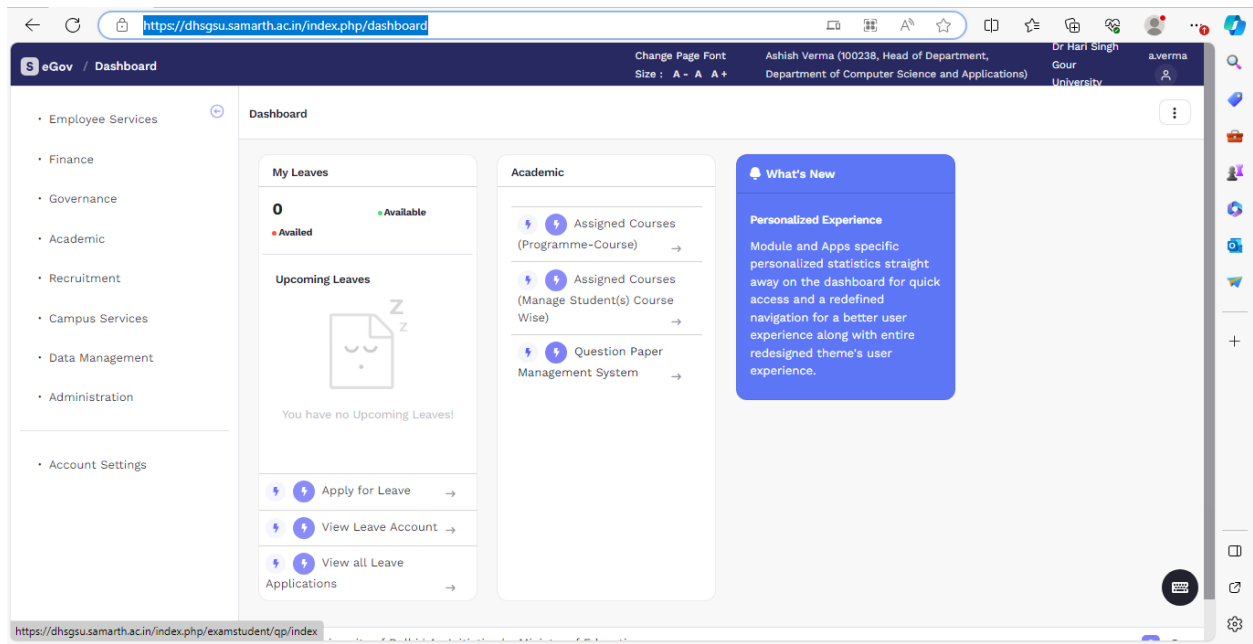 https://dhsgsu.samarth.ac.in/index.php/dashboard
S eGov / Dashboard
Change Page Font
Size : A - A A +
Ashish Verma (100238, Head of Department,
Department of Computer Science and Applications)
Dr Hari Singh
Gour
University
a.verma
Employee Services
Finance
Governance
Academic
Recruitment
Campus Services
Data Management
Administration
Account Settings
Dashboard
My Leaves
0
Available
Availed
Upcoming Leaves
Z
z
You have no Upcoming Leaves!
Apply for Leave
View Leave Account
View all Leave
Applications
Academic
Assigned Courses
(Programme-Course)
Assigned Courses
(Manage Student(s) Course
Wise)
Question Paper
Management System
What's New
Personalized Experience
Module and Apps specific
personalized statistics straight
away on the dashboard for quick
access and a redefined
navigation for a better user
experience along with entire
redesigned theme's user
experience.
https://dhsgsu.samarth.ac.in/index.php/examstudent/qp/index